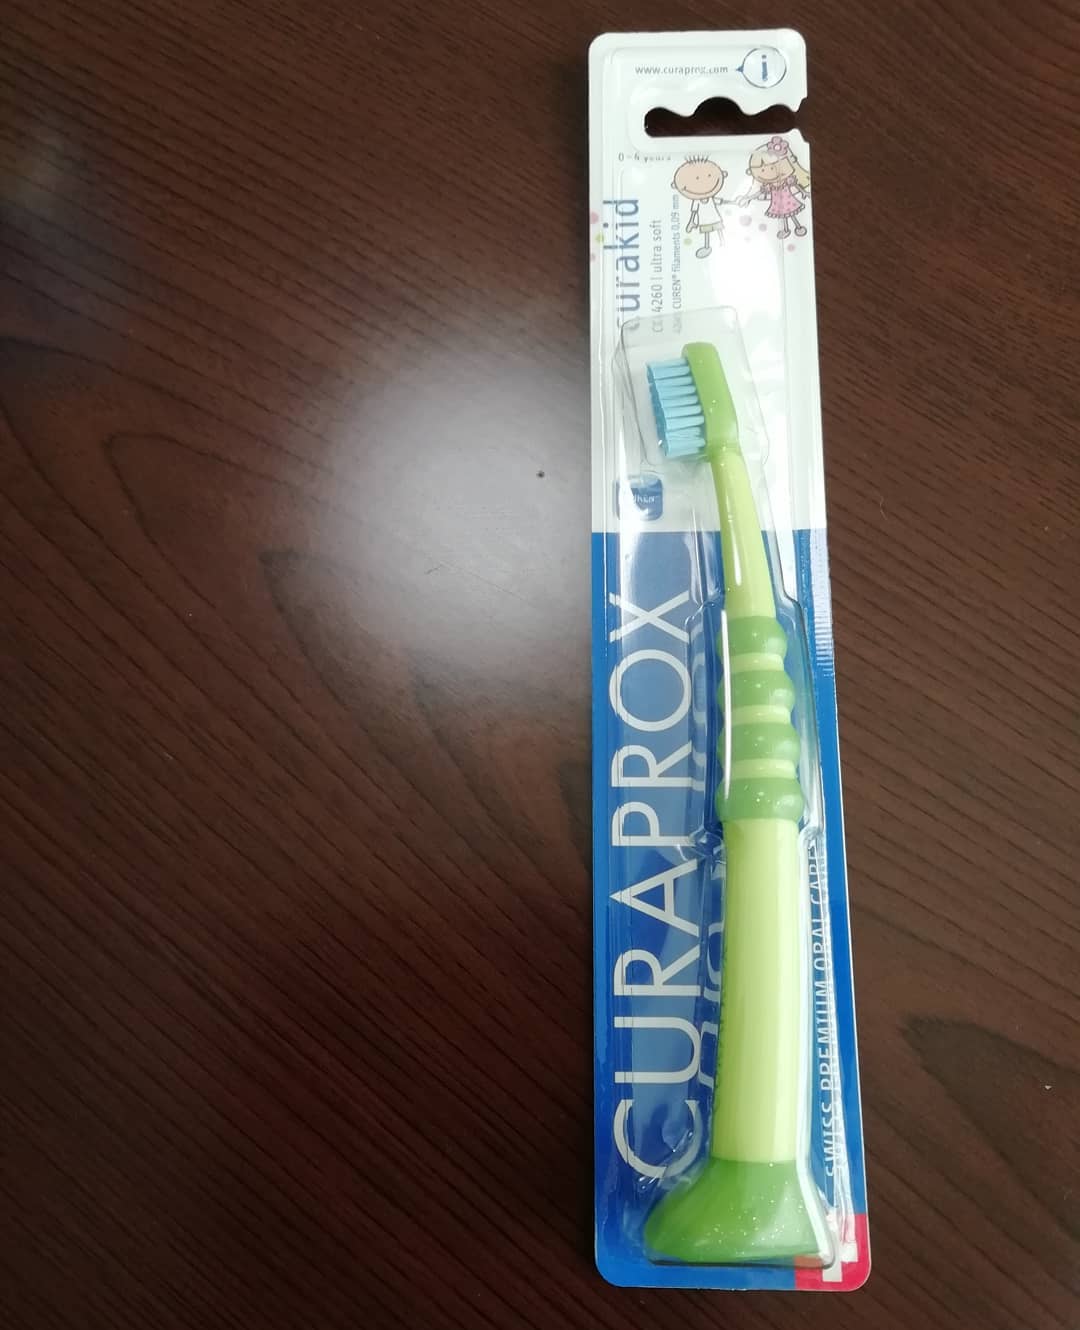 www.curaprox.com
0-4 years
curakid
CK 4260 | ultra soft
CUREN® filaments 0,09 mm
CURAPROX
SWISS PREMIUM ORAL CARE